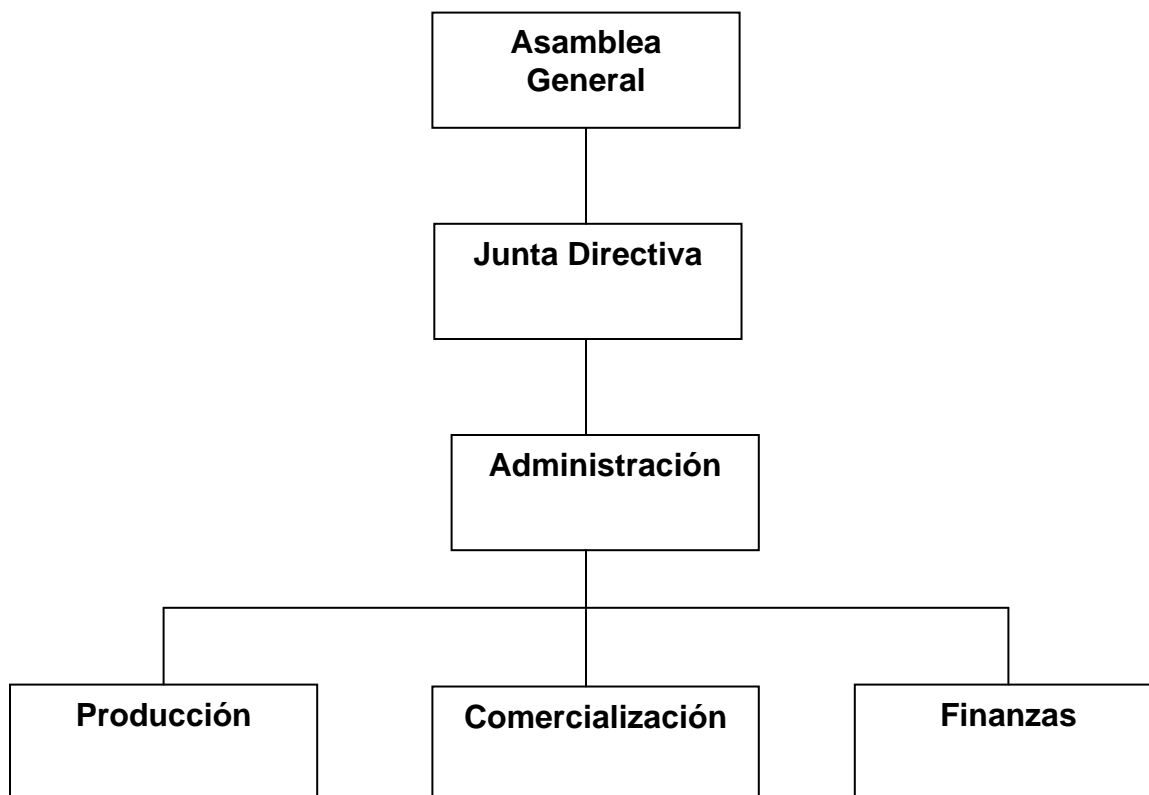 Asamblea
General
Junta Directiva
Administración
Producción
Comercialización
Finanzas